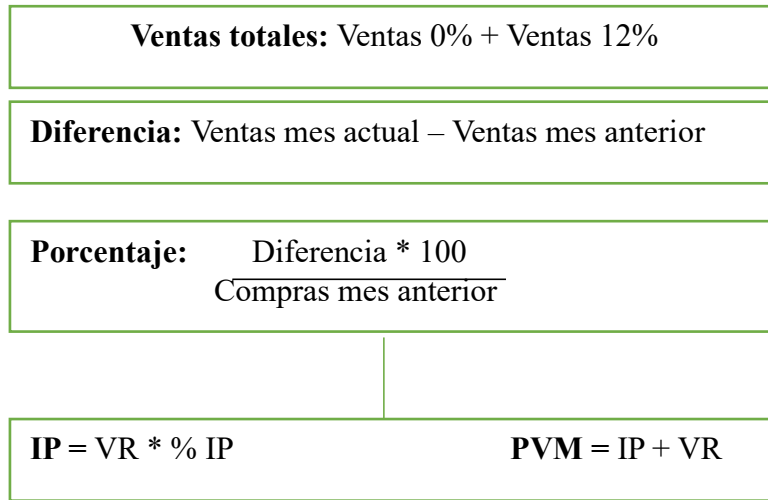 Ventas totales: Ventas 0% + Ventas 12%
Diferencia: Ventas mes actual – Ventas mes anterior
Porcentaje: Diferencia * 100
Compras mes anterior
IP = VR * % IP PVM = IP + VR